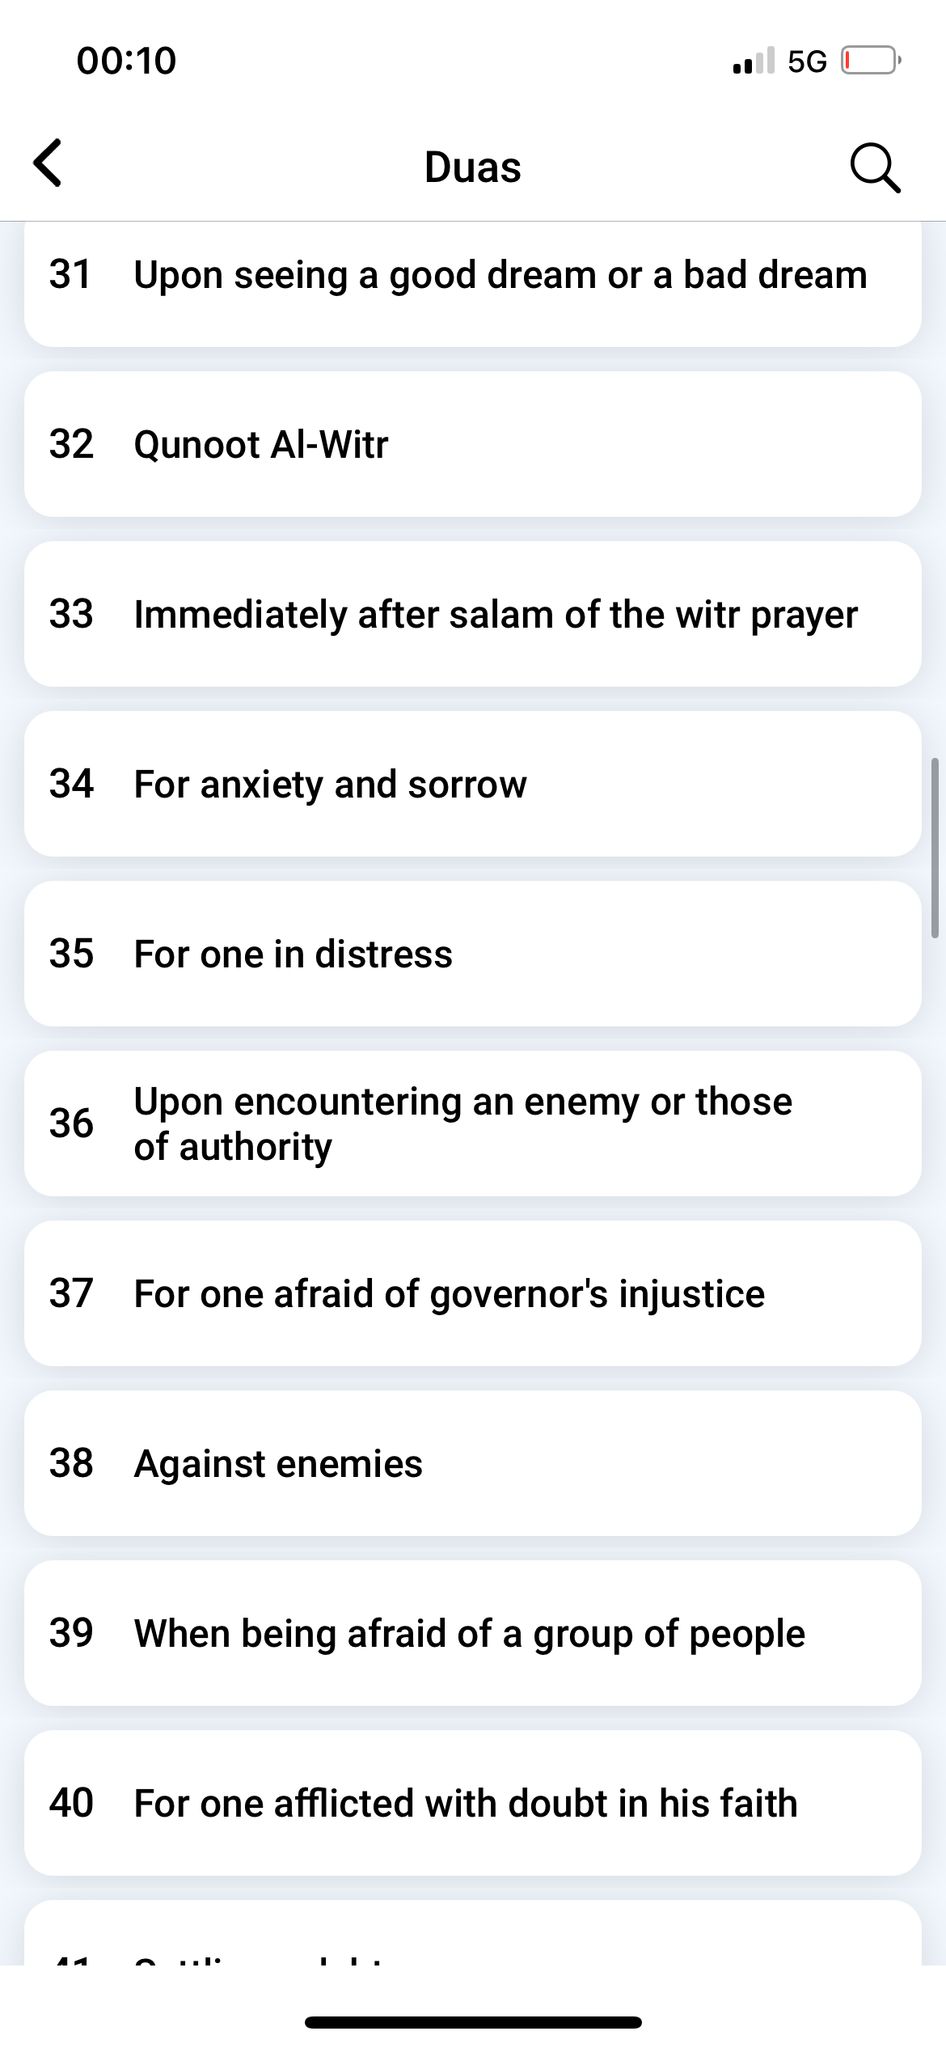 00:10
5G
Duas
31 Upon seeing a good dream or a bad dream
32 Qunoot Al-Witr
33 Immediately after salam of the witr prayer
34 For anxiety and sorrow
35 For one in distress
36 Upon encountering an enemy or those
of authority
37 For one afraid of governor's injustice
38 Against enemies
39 When being afraid of a group of people
40 For one afflicted with doubt in his faith
41